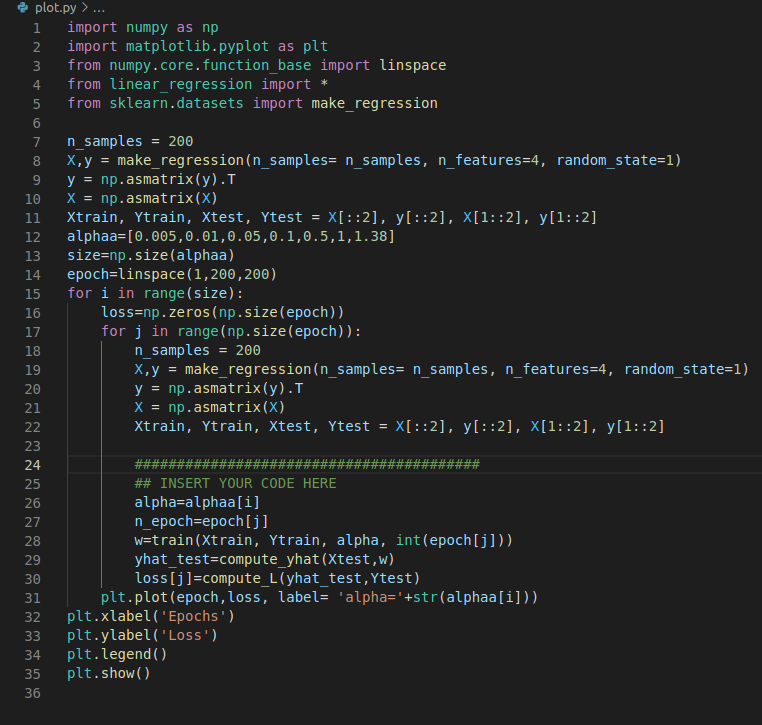 plot.py > ...
1 import numpy as np
2 import matplotlib.pyplot as plt
3 from numpy.core.function_base import linspace
4 from linear_regression import *
5 from sklearn.datasets import make_regression
6
7 n_samples = 200
8 X,y = make_regression(n_samples= n_samples, n_features=4, random_state=1)
9 y = np.asmatrix(y).T
10 X = np.asmatrix(X)
11 Xtrain, Ytrain, Xtest, Ytest = X[::2], y[::2], X[1::2], y[1::2]
12 alphaa=[0.005,0.01,0.05,0.1,0.5,1,1.38]
13 size=np.size(alphaa)
14 epoch=linspace(1,200,200)
15 for i in range(size):
16     loss=np.zeros(np.size(epoch))
17     for j in range(np.size(epoch)):
18         n_samples = 200
19         X,y = make_regression(n_samples= n_samples, n_features=4, random_state=1)
20         y = np.asmatrix(y).T
21         X = np.asmatrix(X)
22         Xtrain, Ytrain, Xtest, Ytest = X[::2], y[::2], X[1::2], y[1::2]
23
24         #########################################
25         ## INSERT YOUR CODE HERE
26         alpha=alphaa[i]
27         n_epoch=epoch[j]
28         w=train(Xtrain, Ytrain, alpha, int(epoch[j]))
29         yhat_test=compute_yhat(Xtest,w)
30         loss[j]=compute_L(yhat_test,Ytest)
31     plt.plot(epoch,loss, label= 'alpha='+str(alphaa[i]))
32 plt.xlabel('Epochs')
33 plt.ylabel('Loss')
34 plt.legend()
35 plt.show()
36